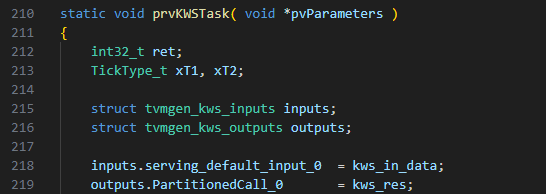 210 static void prvKWSTask( void *pvParameters )
211 {
212     int32_t ret;
213     TickType_t xT1, xT2;
214
215     struct tvmgen_kws_inputs inputs;
216     struct tvmgen_kws_outputs outputs;
217
218     inputs.serving_default_input_0  = kws_in_data;
219     outputs.PartitionedCall_0       = kws_res;